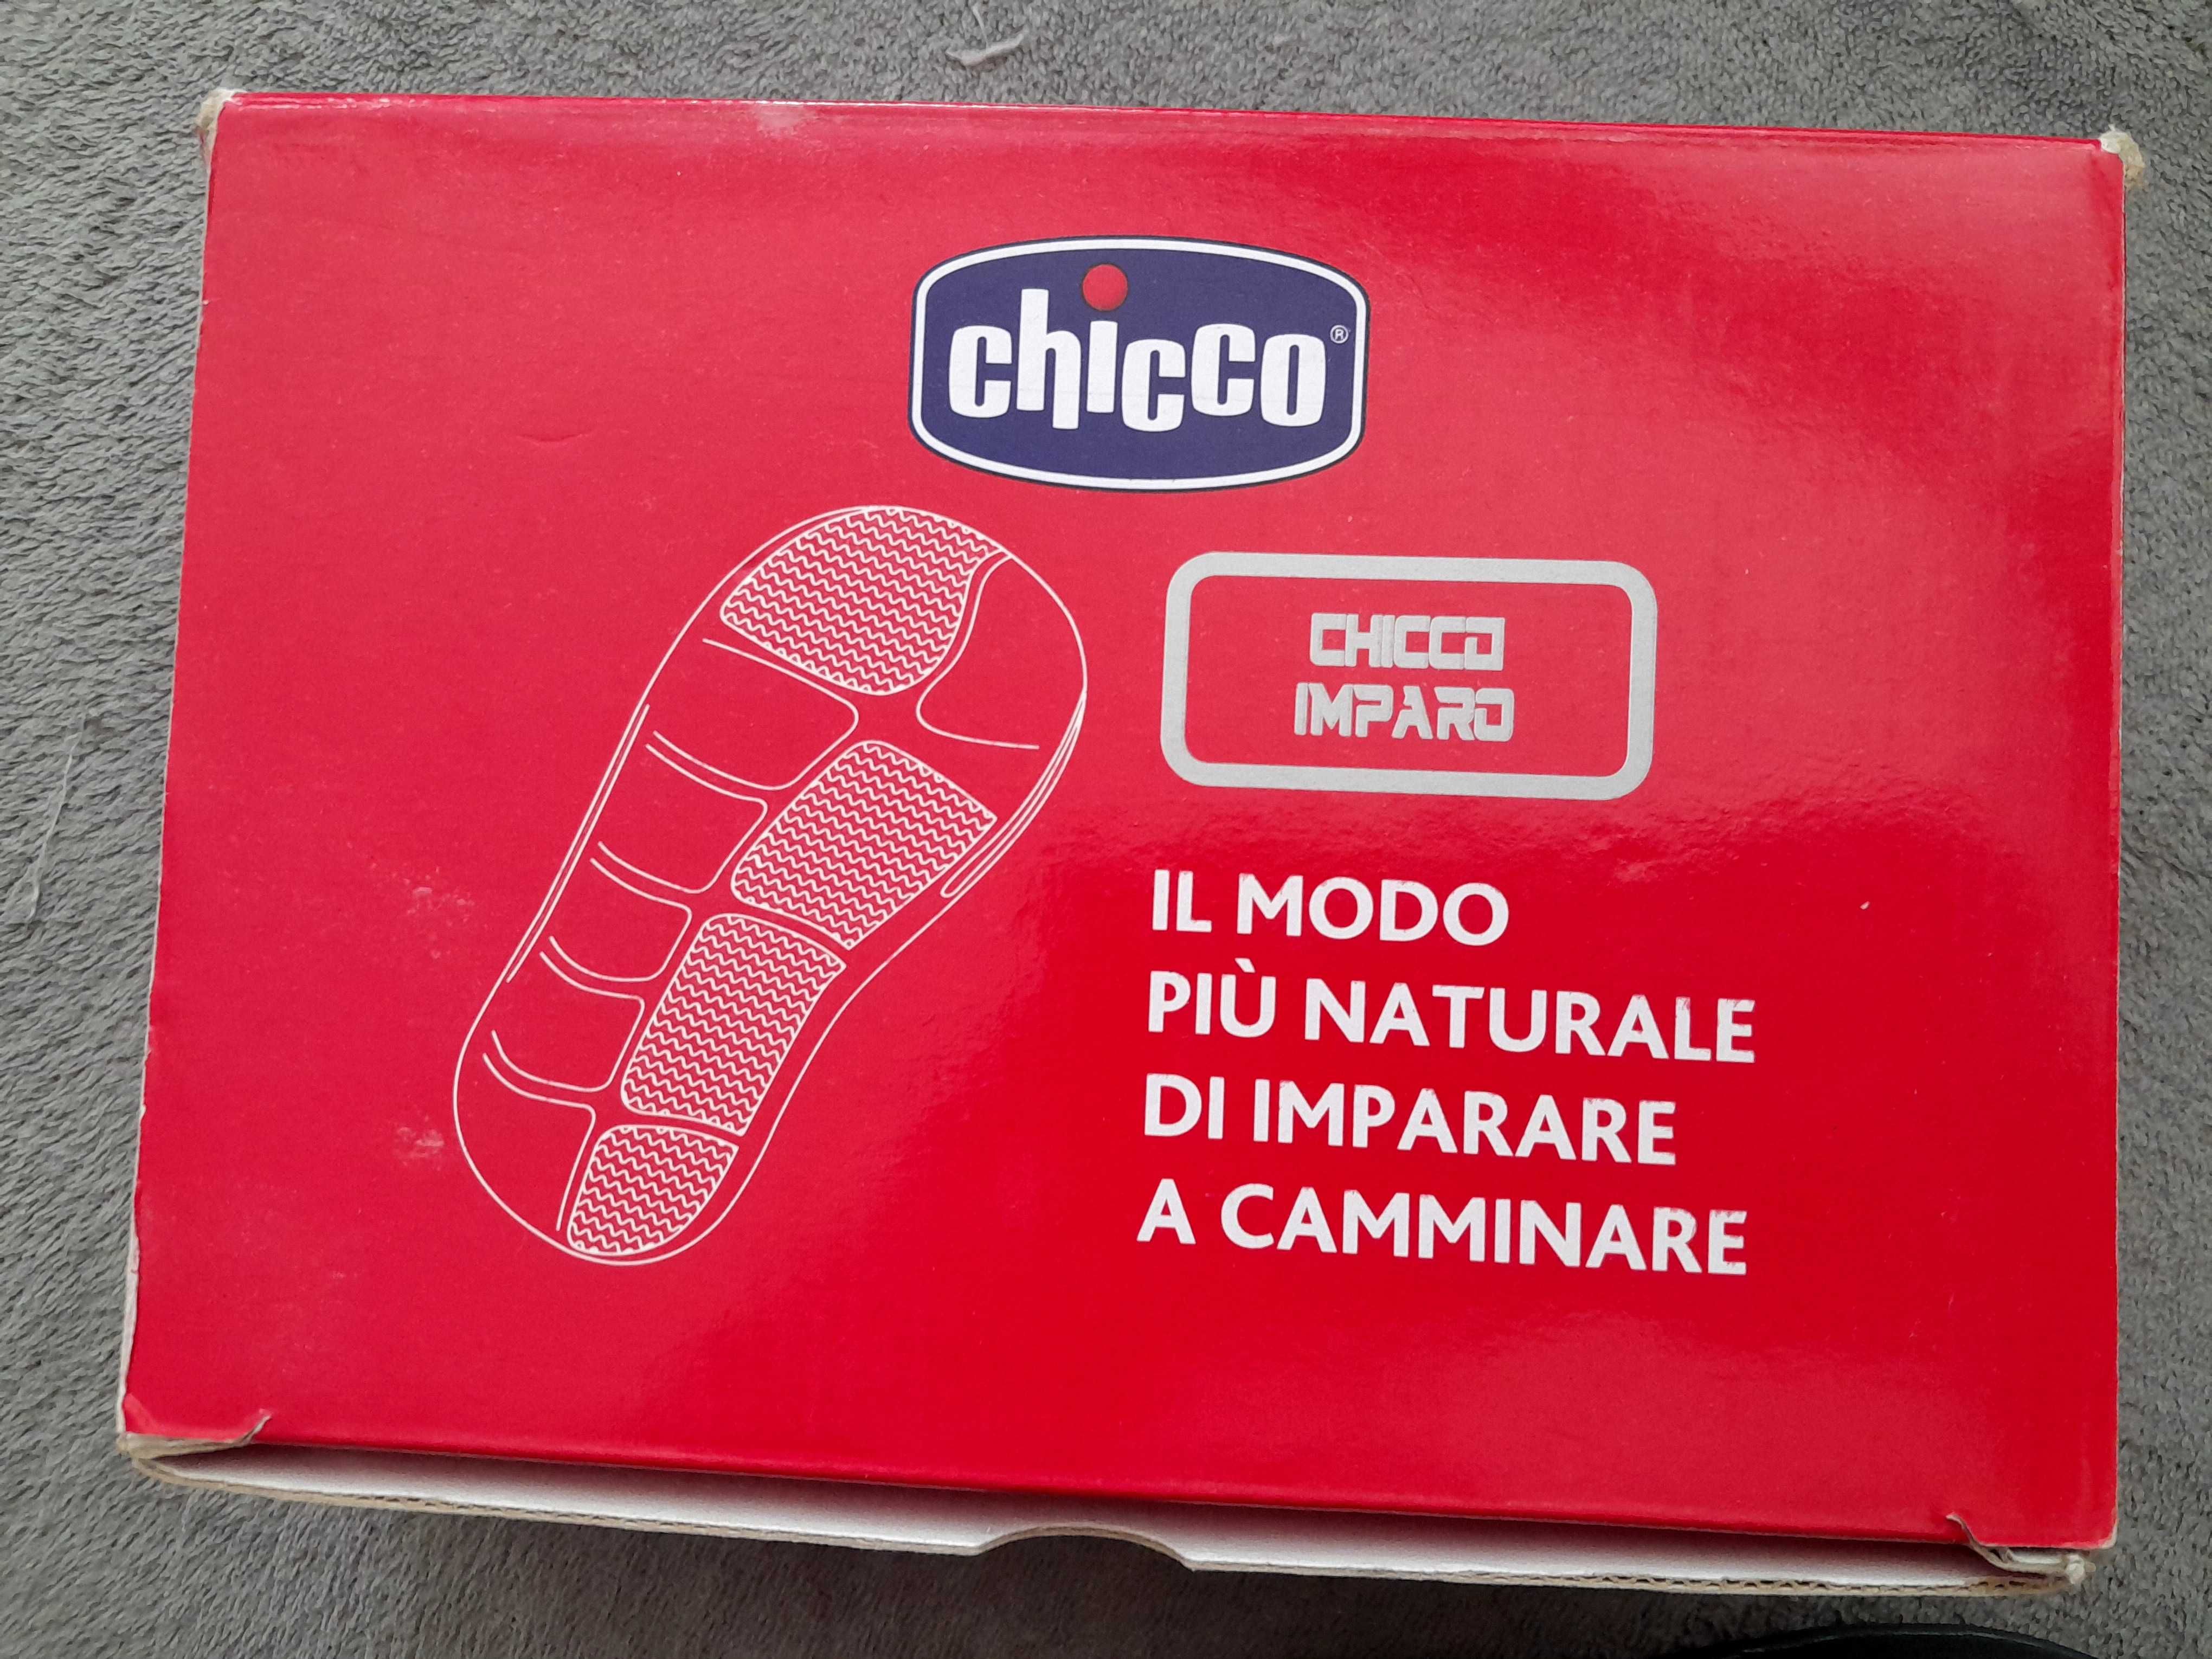 chicco®
CHICCO
IMPARO
IL MODO
PIÙ NATURALE
DI IMPARARE
A CAMMINARE